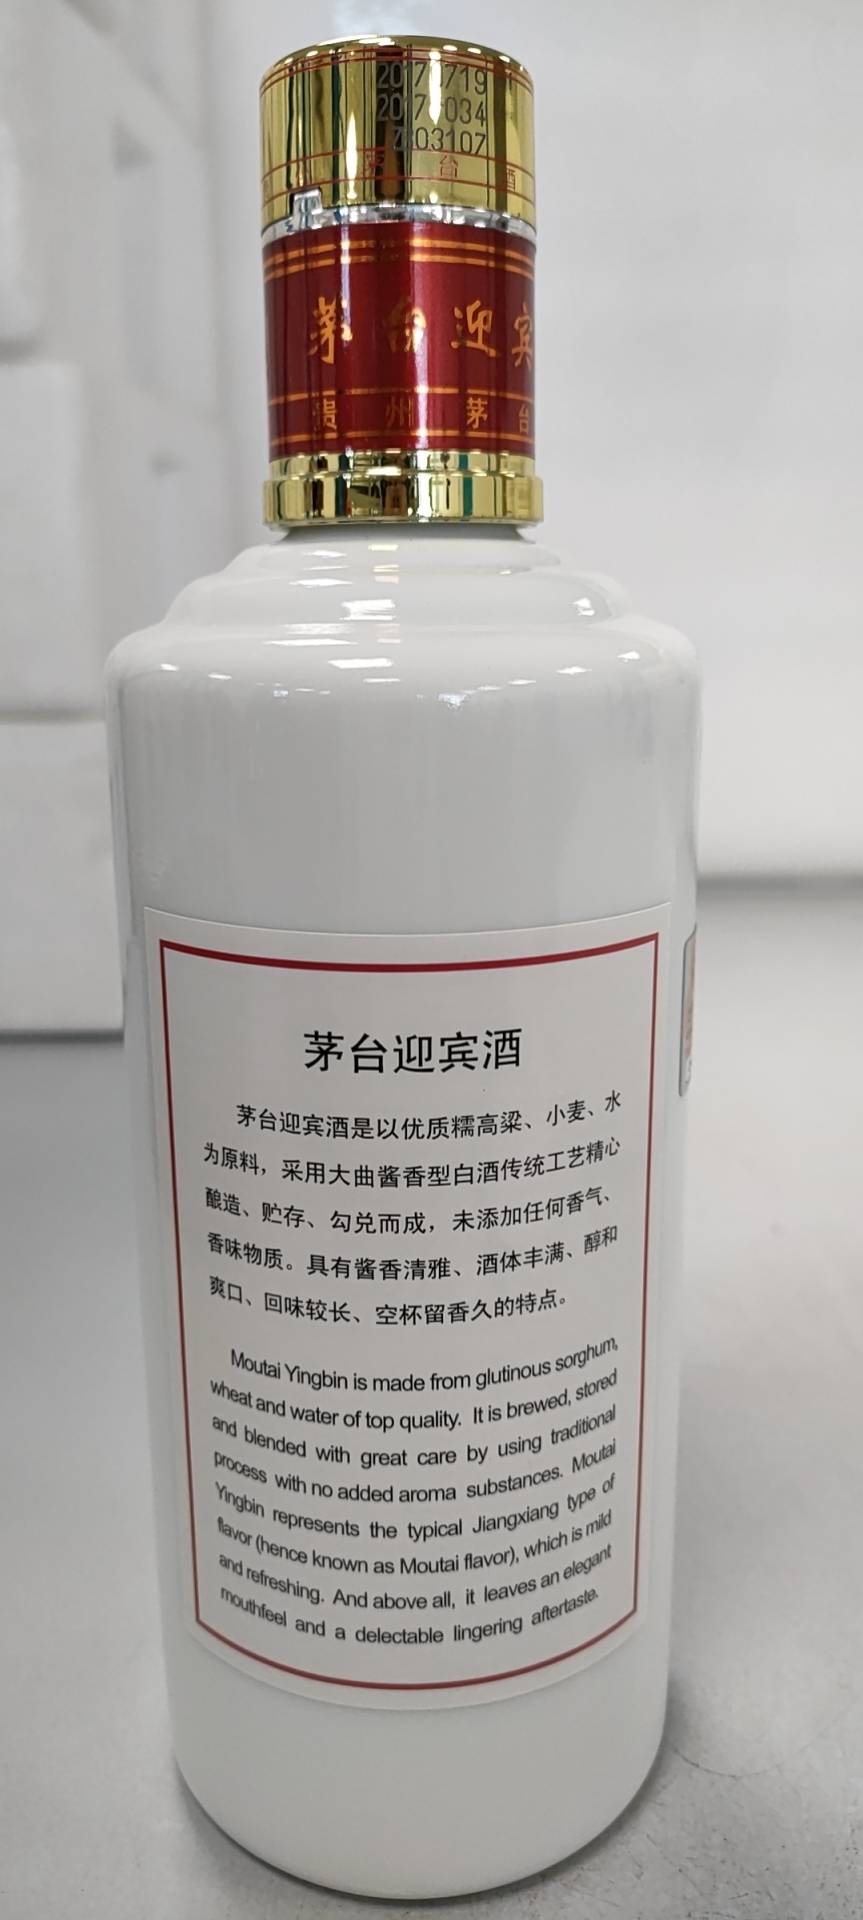 719
034
03107
台
酒
茅台迎宾
贵州茅台
茅台迎宾酒
茅台迎宾酒是以优质糯高粱、小麦、水
为原料，采用大曲酱香型白酒传统工艺精心
酿造、贮存、勾兑而成，未添加任何香气、
香味物质。具有酱香清雅、酒体丰满、醇和
爽口、回味较长、空杯留香久的特点。
Moutai Yingbin is made from glutinous sorghum,
wheat and water of top quality. It is brewed, stored
and blended with great care by using traditional
process with no added aroma substances. Moutai
Yingbin represents the typical Jiangxiang type of
flavor (hence known as Moutai flavor), which is mild
and refreshing. And above all, it leaves an elegant
mouthfeel and a delectable lingering aftertaste.